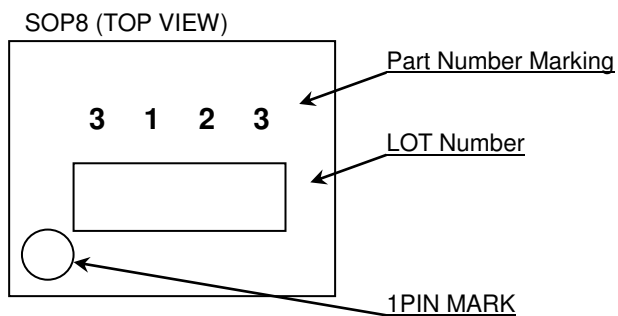 SOP8 (TOP VIEW)
Part Number Marking
3 1 2 3
LOT Number
1PIN MARK